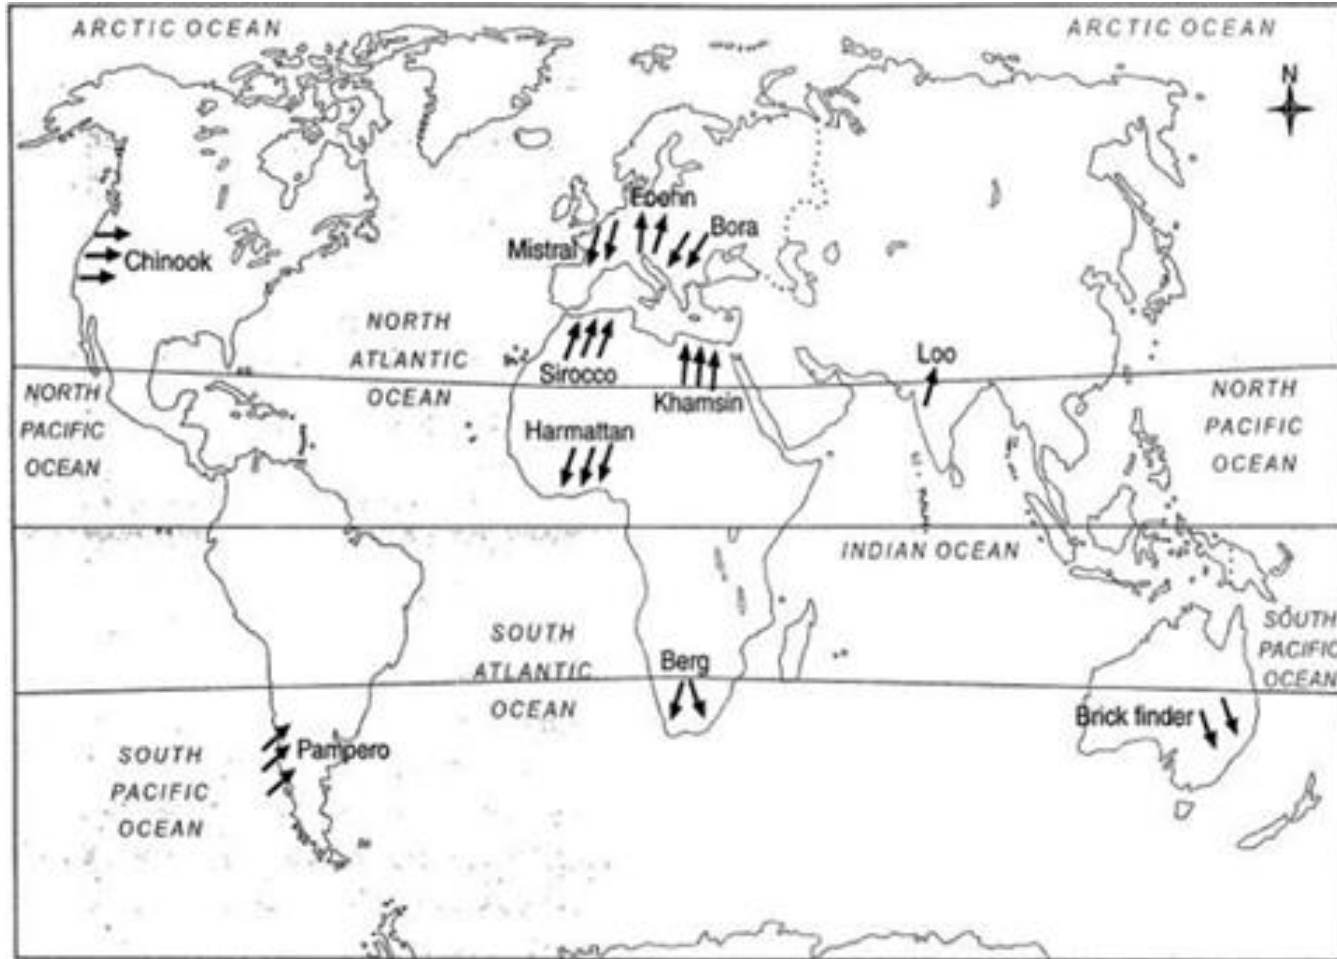 ARCTIC OCEAN
ARCTIC OCEAN
N
Foehn
Mistral
Bora
Chinook
NORTH
ATLANTIC
OCEAN
Sirocco
Khamsin
Loo
NORTH
PACIFIC
OCEAN
NORTH
PACIFIC
OCEAN
Harmattan
INDIAN OCEAN
SOUTH
ATLANTIC
OCEAN
Berg
SOUTH
PACIFIC
OCEAN
Brick finder
Pampero
SOUTH
PACIFIC
OCEAN